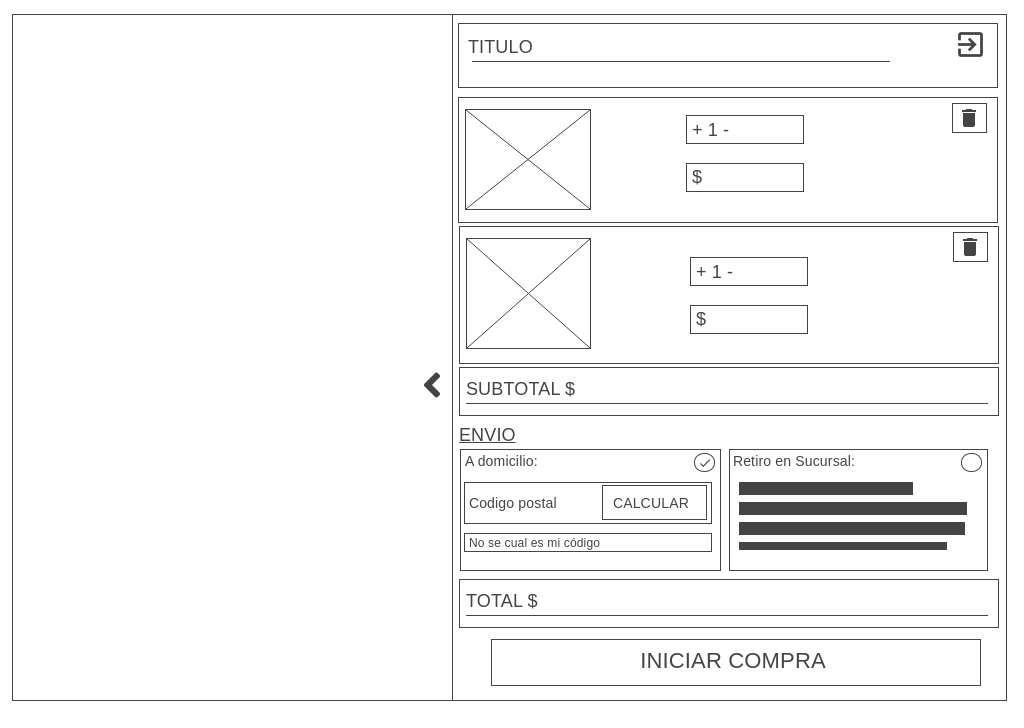 TITULO
+ 1 -
$
+ 1 -
$
SUBTOTAL $
ENVIO
A domicilio:
Retiro en Sucursal:
Codigo postal
CALCULAR
No se cual es mi código
TOTAL $
INICIAR COMPRA